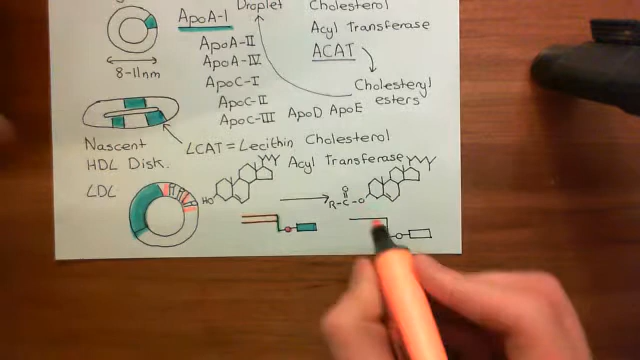 Droplet
Cholesterol
ApoA-I
Acyl Transferase
ApoA-II
ACAT
ApoA-IV
8-11nm
ApoC-I
Cholesteryl
esters
ApoC-II
ApoC-III ApoD ApoE
Nascent
HDL Disk.
LCAT = Lecithin Cholesterol
Acyl Transferase
LDL
HO
O
R-C-O